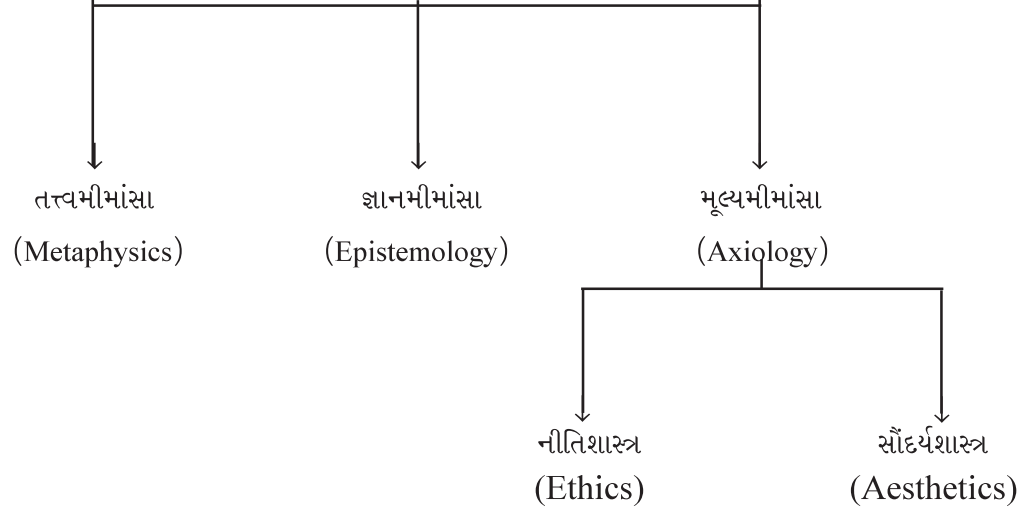 તત્ત્વમીમાંસા જ્ઞાનમીમાંસા મૂલ્યમીમાંસા
(Metaphysics) (Epistemology) (Axiology)
નીતિશાસ્ત્ર સૌંદર્યશાસ્ત્ર
(Ethics) (Aesthetics)